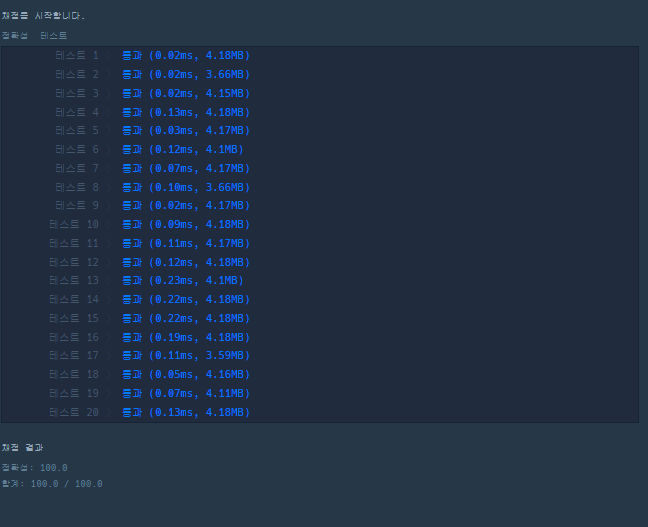 채점을 시작합니다.
정확성 테스트
테스트 1 통과 (0.02ms, 4.18MB)
테스트 2 통과 (0.02ms, 3.66MB)
테스트 3 통과 (0.02ms, 4.15MB)
테스트 4 통과 (0.13ms, 4.18MB)
테스트 5 통과 (0.03ms, 4.17MB)
테스트 6 통과 (0.12ms, 4.1MB)
테스트 7 통과 (0.07ms, 4.17MB)
테스트 8 통과 (0.10ms, 3.66MB)
테스트 9 통과 (0.02ms, 4.17MB)
테스트 10 통과 (0.09ms, 4.18MB)
테스트 11 통과 (0.11ms, 4.17MB)
테스트 12 통과 (0.12ms, 4.18MB)
테스트 13 통과 (0.23ms, 4.1MB)
테스트 14 통과 (0.22ms, 4.18MB)
테스트 15 통과 (0.22ms, 4.18MB)
테스트 16 통과 (0.19ms, 4.18MB)
테스트 17 통과 (0.11ms, 3.59MB)
테스트 18 통과 (0.05ms, 4.16MB)
테스트 19 통과 (0.07ms, 4.11MB)
테스트 20 통과 (0.13ms, 4.18MB)
채점 결과
정확성: 100.0
합계: 100.0 / 100.0